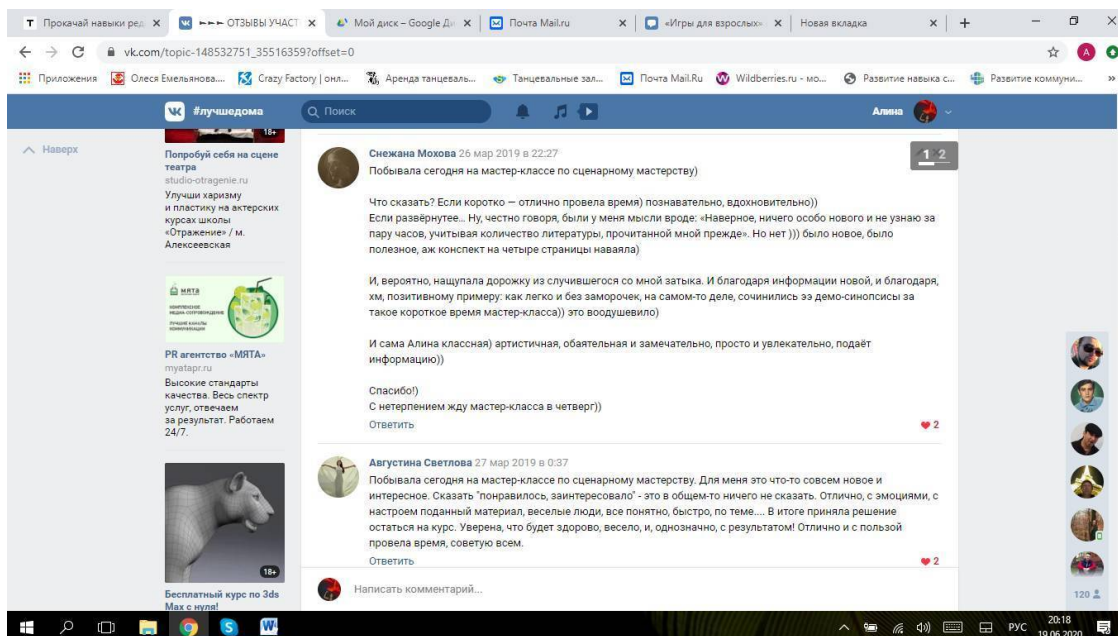 Прокачай навыки ред
►►► ОТЗЫВЫ УЧАСТ
Мой диск – Google Ди
Почта Mail.ru
«Игры для взрослых»
Новая вкладка
vk.com/topic-148532751_35516359?offset=0
Приложения
Олеся Емельянова....
Crazy Factory | онл...
Аренда танцеваль...
Танцевальные зал...
Почта Mail.Ru
Wildberries.ru - мо...
Развитие навыка с...
Развитие коммуни...
»
#лучшедома
Поиск
Алина
Наверх
18+
Попробуй себя на сцене
театра
studio-otragenie.ru
Улучши харизму
и пластику на актерских
курсах школы
«Отражение» / м.
Алексеевская
мята
PR агентство «МЯТА»
myatapr.ru
Высокие стандарты
качества. Весь спектр
услуг, отвечаем
за результат. Работаем
24/7.
18+
Бесплатный курс по 3ds
Max с нуля!
1 2
Снежана Мохова 26 мар 2019 в 22:27
Побывала сегодня на мастер-классе по сценарному мастерству)
Что сказать? Если коротко — отлично провела время) познавательно, вдохновительно))
Если развёрнутее... Ну, честно говоря, были у меня мысли вроде: «Наверное, ничего особо нового и не узнаю за
пару часов, учитывая количество литературы, прочитанной мной прежде». Но нет ))) было новое, было
полезное, аж конспект на четыре страницы наваяла)
И, вероятно, нащупала дорожку из случившегося со мной затыка. И благодаря информации новой, и благодаря,
хм, позитивному примеру: как легко и без заморочек, на самом-то деле, сочинились ээ демо-синопсисы за
такое короткое время мастер-класса)) это воодушевило)
И сама Алина классная) артистичная, обаятельная и замечательно, просто и увлекательно, подаёт
информацию))
Спасибо!)
С нетерпением жду мастер-класса в четверг))
Ответить
2
Августина Светлова 27 мар 2019 в 0:37
Побывала сегодня на мастер-классе по сценарному мастерству. Для меня это что-то совсем новое и
интересное. Сказать "понравилось, заинтересовало" - это в общем-то ничего не сказать. Отлично, с эмоциями, с
настроем поданный материал, веселые люди, все понятно, быстро, по теме.... В итоге приняла решение
остаться на курс. Уверена, что будет здорово, весело, и, однозначно, с результатом! Отлично и с пользой
провела время, советую всем.
Ответить
2
Написать комментарий...
120
РУС
20:18
19.06.2020